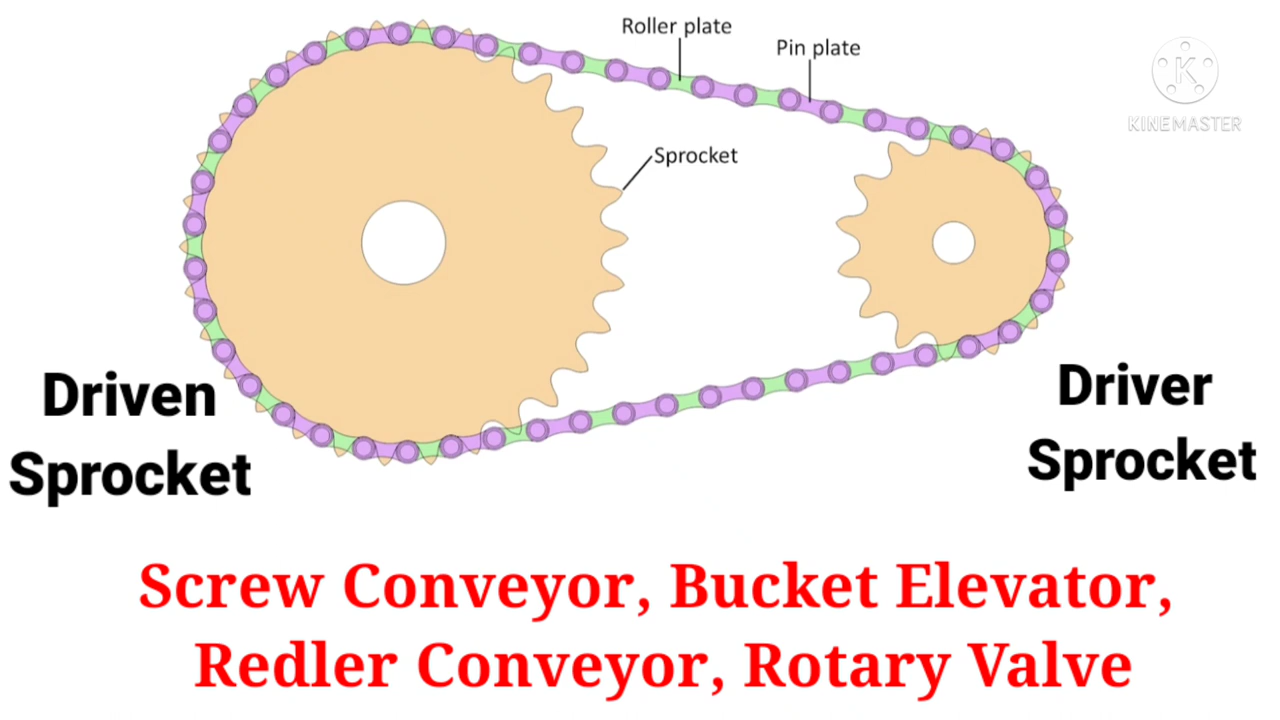 Roller plate
Pin plate
K
KINEMASTER
Sprocket
Driven
Sprocket
Driver
Sprocket
Screw Conveyor, Bucket Elevator,
Redler Conveyor, Rotary Valve